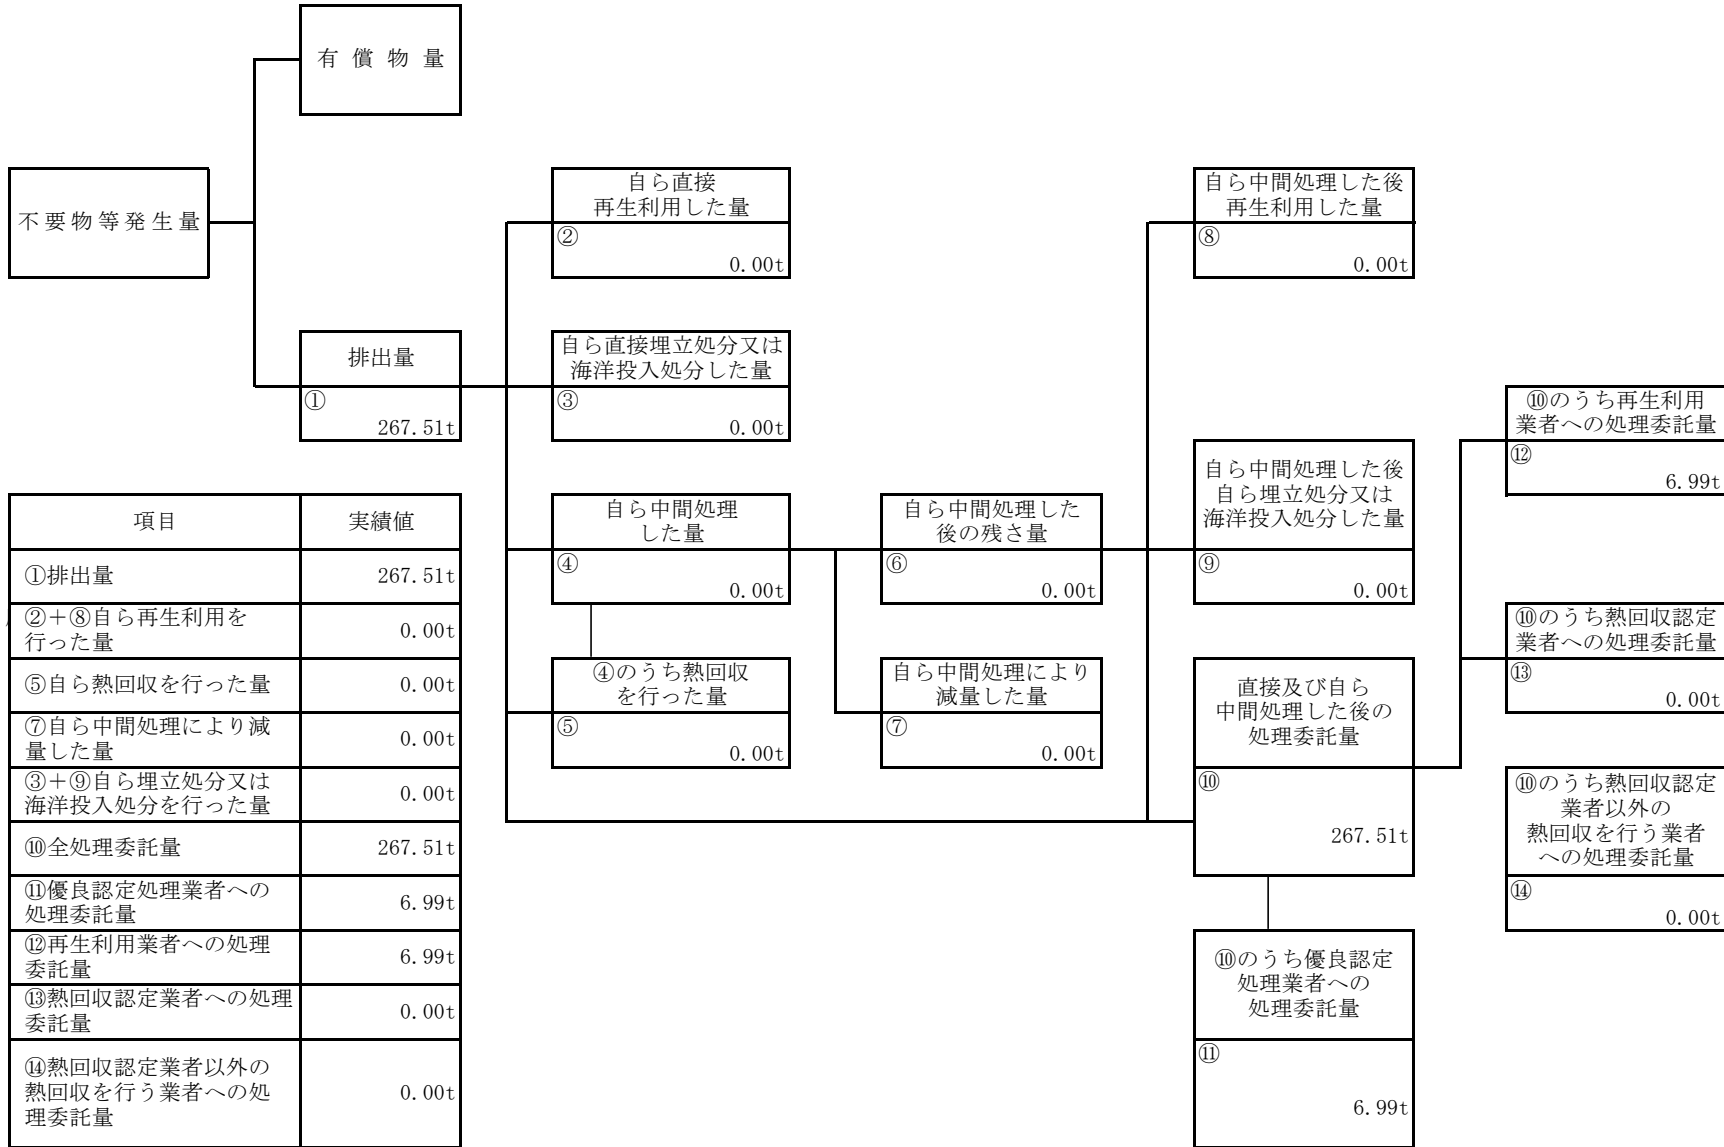 有償物量
不要物等発生量
自ら直接
再生利用した量
②
0.00t
自ら中間処理した後
再生利用した量
⑧
0.00t
排出量
①
267.51t
自ら直接埋立処分又は
海洋投入処分した量
③
0.00t
⑩のうち再生利用
業者への処理委託量
⑫
6.99t
自ら中間処理
した量
④
0.00t
自ら中間処理した
後の残さ量
⑥
0.00t
自ら中間処理した後
自ら埋立処分又は
海洋投入処分した量
⑨
0.00t
⑩のうち熱回収認定
業者への処理委託量
⑬
0.00t
④のうち熱回収
を行った量
⑤
0.00t
自ら中間処理により
減量した量
⑦
0.00t
直接及び自ら
中間処理した後の
処理委託量
⑩
267.51t
⑩のうち熱回収認定
業者以外の
熱回収を行う業者
への処理委託量
⑭
0.00t
⑩のうち優良認定
処理業者への
処理委託量
⑪
6.99t
項目 実績値
①排出量 267.51t
②+⑧自ら再生利用を
行った量 0.00t
⑤自ら熱回収を行った量 0.00t
⑦自ら中間処理により減
量した量 0.00t
③+⑨自ら埋立処分又は
海洋投入処分を行った量 0.00t
⑩全処理委託量 267.51t
⑪優良認定処理業者への
処理委託量 6.99t
⑫再生利用業者への処理
委託量 6.99t
⑬熱回収認定業者への処理
委託量 0.00t
⑭熱回収認定業者以外の
熱回収を行う業者への処
理委託量 0.00t